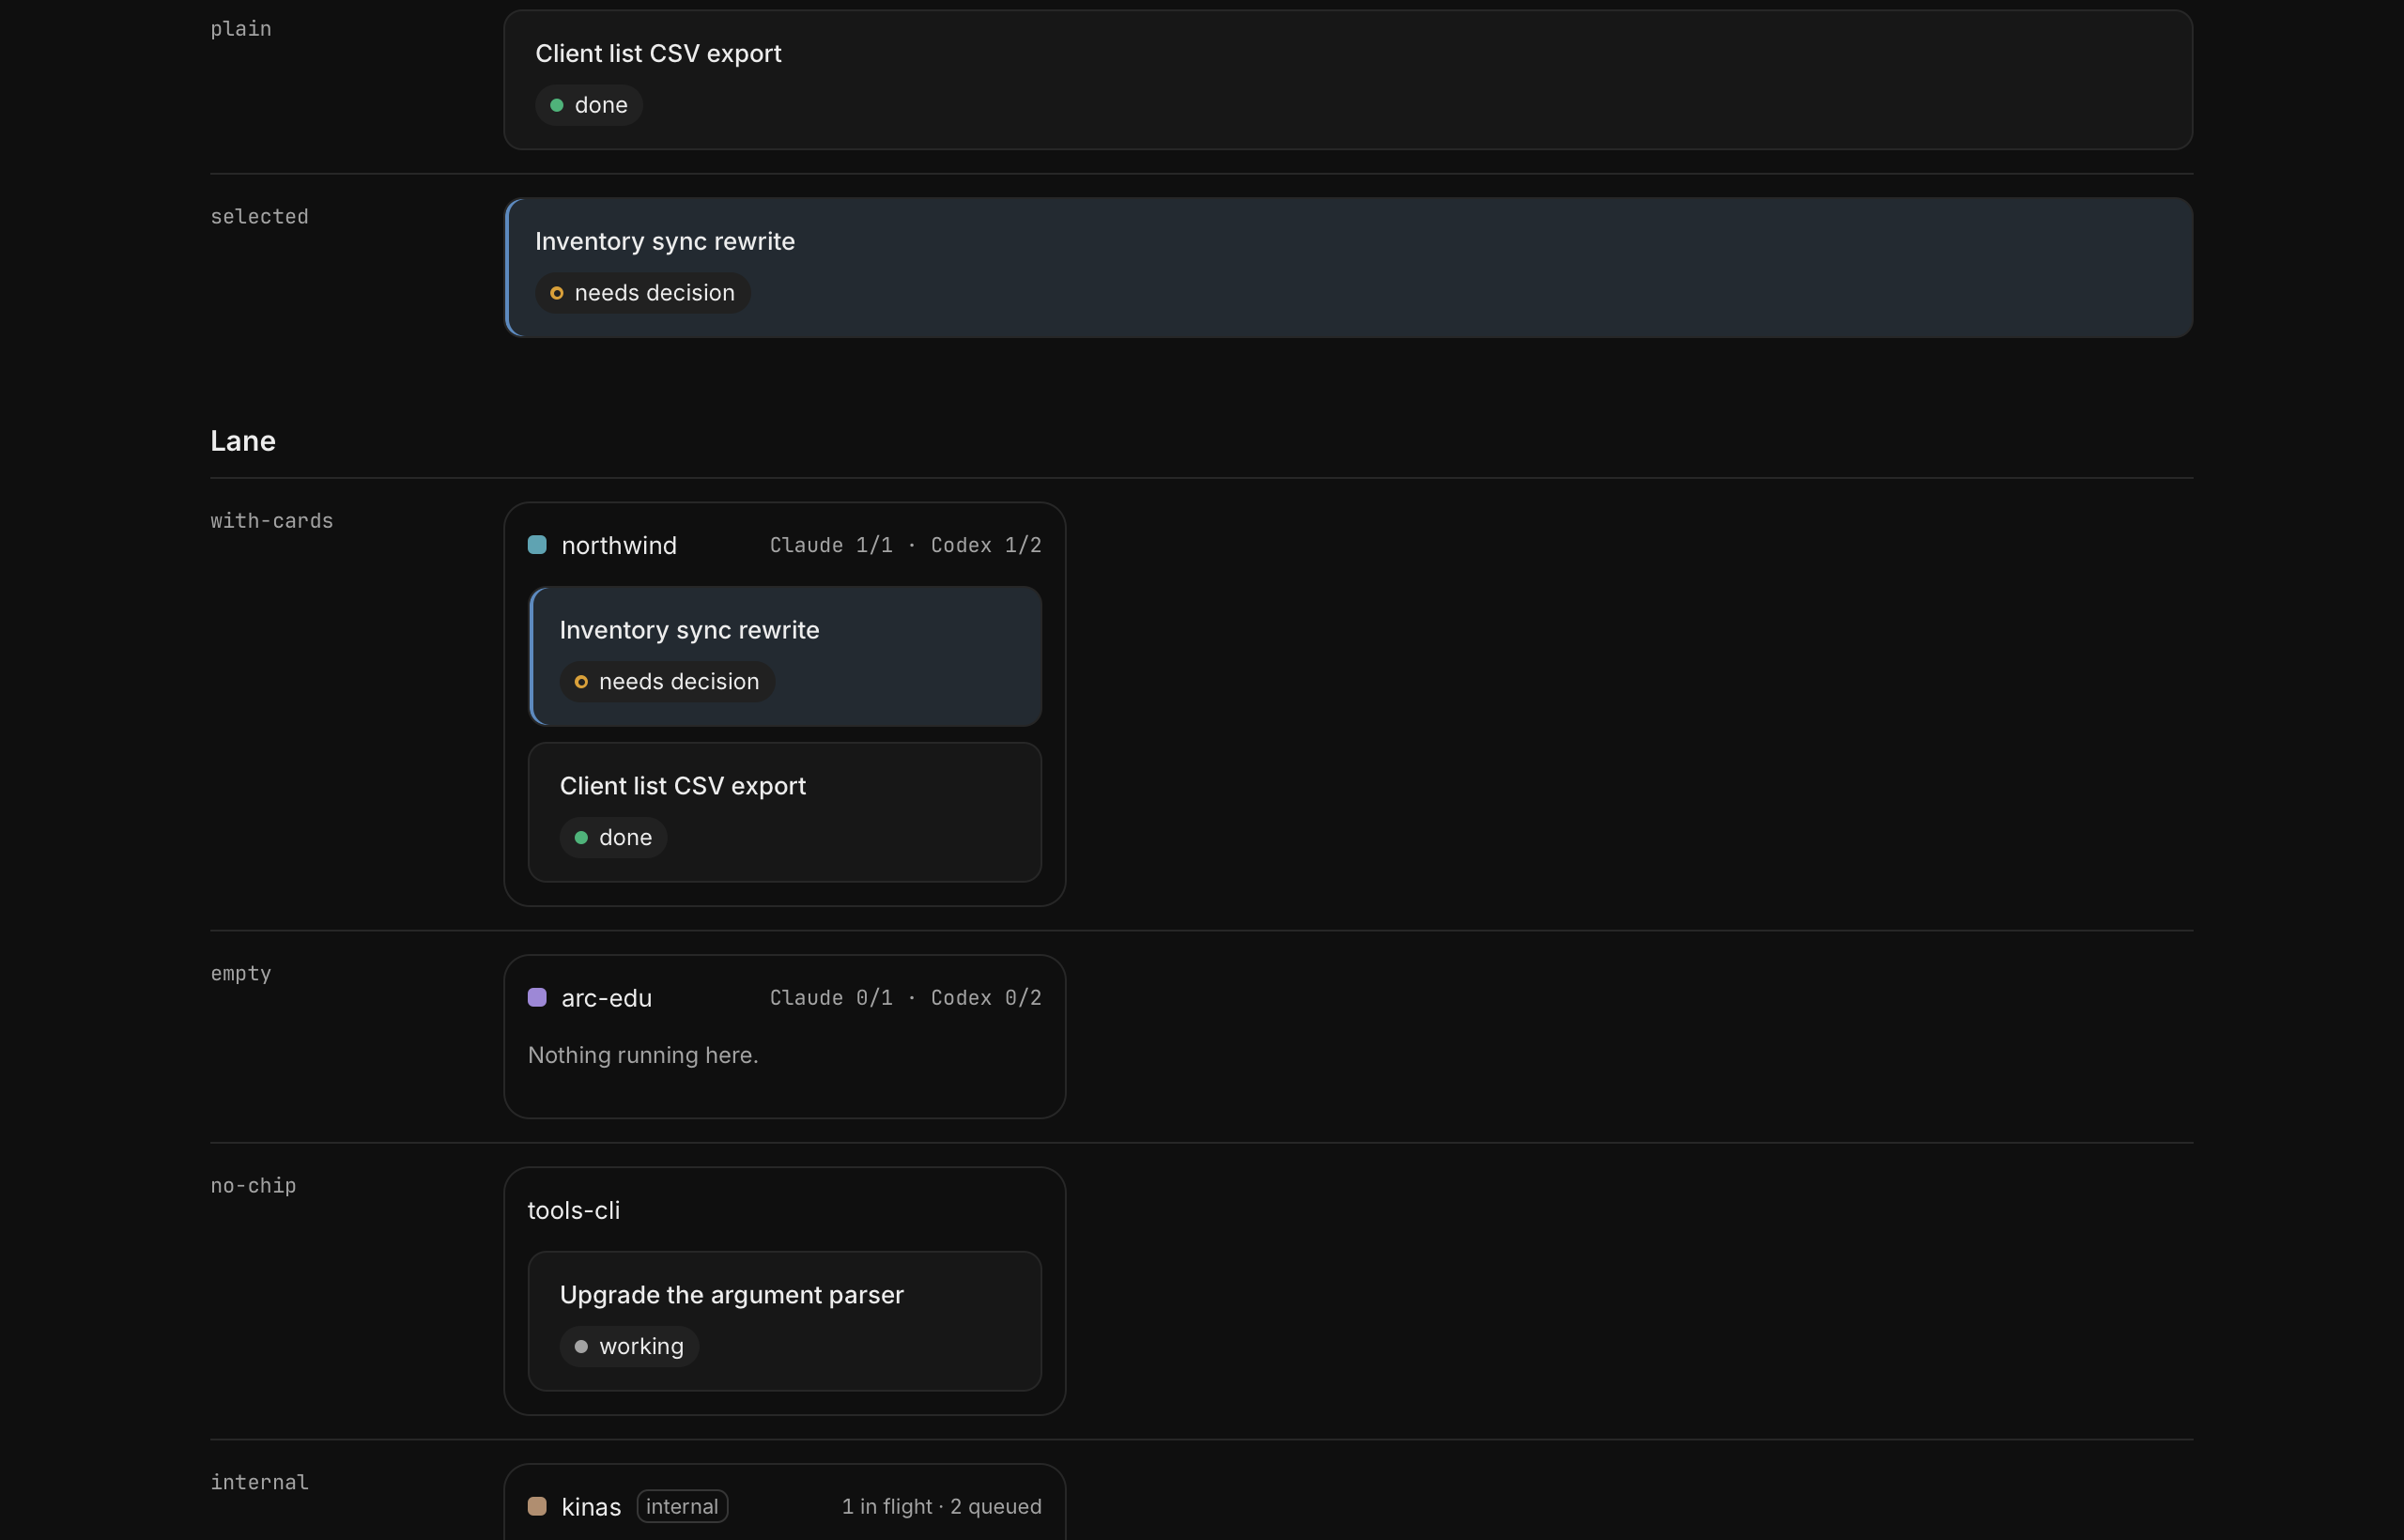 plain
Client list CSV export
done
selected
Inventory sync rewrite
needs decision
Lane
with-cards
northwind Claude 1/1 · Codex 1/2
Inventory sync rewrite
needs decision
Client list CSV export
done
empty
arc-edu Claude 0/1 · Codex 0/2
Nothing running here.
no-chip
tools-cli
Upgrade the argument parser
working
internal
kinas internal 1 in flight · 2 queued